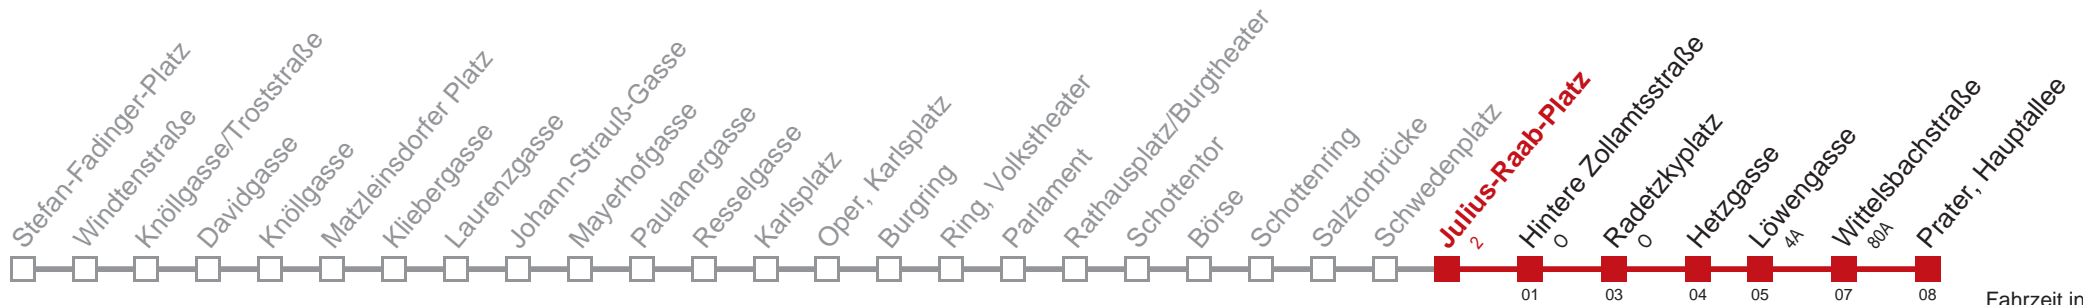 Stefan-Fadinger-Platz
Windtenstraße
Knöllgasse/Troststraße
Davidgasse
Knöllgasse
Matzleinsdorfer Platz
Kliebergasse
Laurenzgasse
Johann-Strauß-Gasse
Mayerhofgasse
Paulanergasse
Resselgasse
Karlsplatz
Oper, Karlsplatz
Burgring
Ring, Volkstheater
Parlament
Rathausplatz/Burgtheater
Schottentor
Börse
Schottenring
Salztorbrücke
Schwedenplatz
Julius-Raab-Platz
2
Hintere Zollamtsstraße
O
Radetzkyplatz
O
Hetzgasse
Löwengasse
4A
Wittelsbachstraße
80A
Prater, Hauptallee
01 03 04 05 07 08
Fahrzeit in